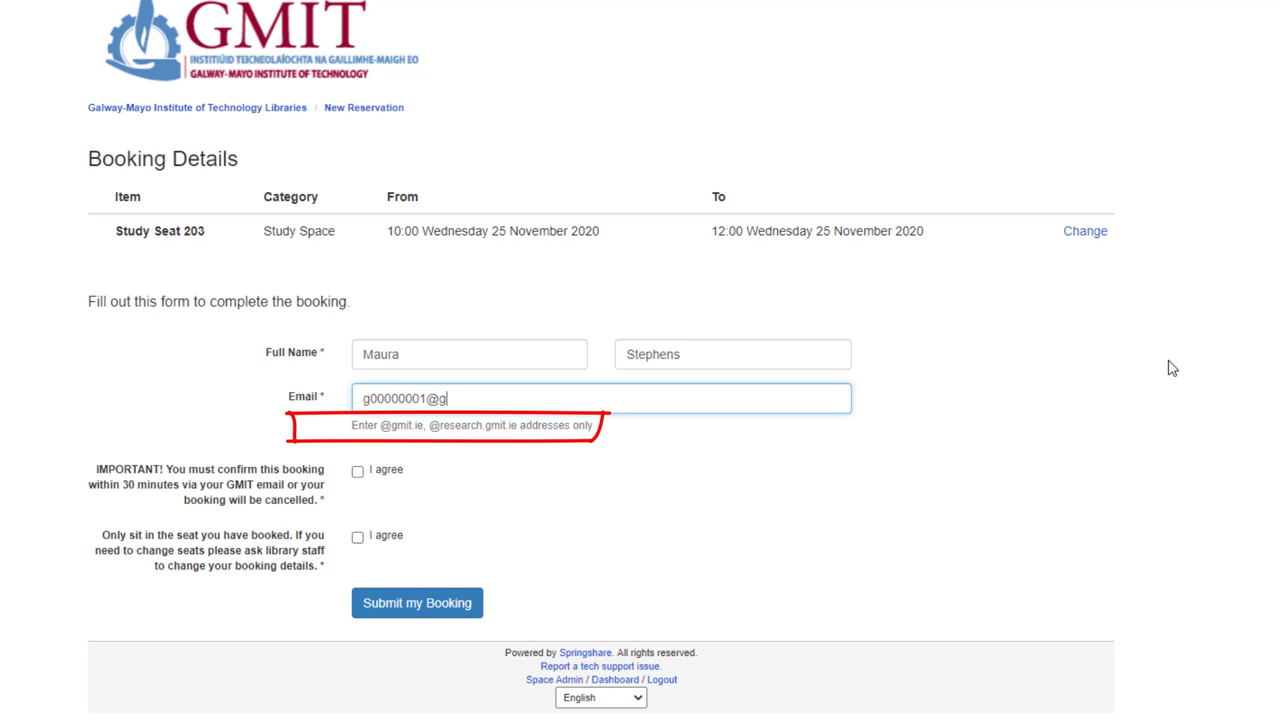 GMIT
INSTITIÚID TEICNEOLAÍOCHTA NA GAILLIMHE-MAIGH EO
GALWAY-MAYO INSTITUTE OF TECHNOLOGY
Galway-Mayo Institute of Technology Libraries / New Reservation
Booking Details
Item Category From To
Study Seat 203 Study Space 10:00 Wednesday 25 November 2020 12:00 Wednesday 25 November 2020 Change
Fill out this form to complete the booking.
Full Name * Maura Stephens
Email * g00000001@g
Enter @gmit.ie, @research.gmit.ie addresses only
IMPORTANT! You must confirm this booking I agree
within 30 minutes via your GMIT email or your
booking will be cancelled. *
Only sit in the seat you have booked. If you I agree
need to change seats please ask library staff
to change your booking details. *
Submit my Booking
Powered by Springshare. All rights reserved.
Report a tech support issue.
Space Admin / Dashboard / Logout
English